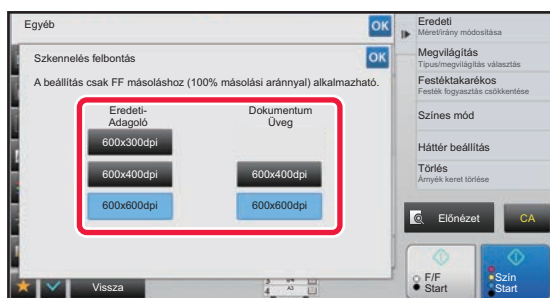 Egyéb
OK
Szkennelés felbontás
OK
A beállítás csak FF másoláshoz (100% másolási aránnyal) alkalmazható.
Eredeti-
Adagoló
Dokumentum
Üveg
600x300dpi
600x400dpi
600x400dpi
600x600dpi
600x600dpi
Vissza
A3
Eredeti
Méret/irány módosítása
Megvilágítás
Típus/megvilágítás választás
Festéktakarékos
Festék fogyasztás csökkentése
Színes mód
Háttér beállítás
Törlés
Árnyék keret törlése
Előnézet
CA
F/F
Start
Szín
Start